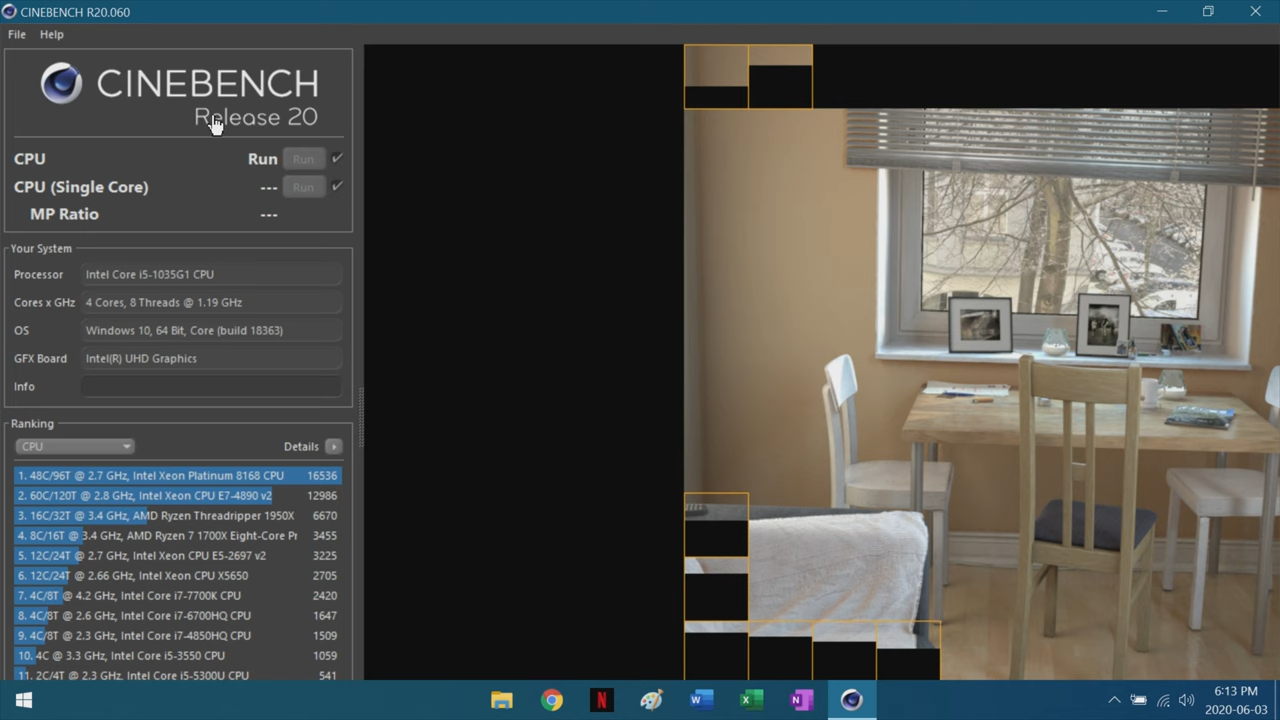 CINEBENCH R20.060
File Help
CINEBENCH
Release 20
CPU Run Run
CPU (Single Core) --- Run
MP Ratio ---
Your System
Processor Intel Core i5-1035G1 CPU
Cores x GHz 4 Cores, 8 Threads @ 1.19 GHz
OS Windows 10, 64 Bit, Core (build 18363)
GFX Board Intel(R) UHD Graphics
Info
Ranking
CPU Details
1. 48C/96T @ 2.7 GHz, Intel Xeon Platinum 8168 CPU 16536
2. 60C/120T @ 2.8 GHz, Intel Xeon CPU E7-4890 v2 12986
3. 16C/32T @ 3.4 GHz, AMD Ryzen Threadripper 1950X 6670
4. 8C/16T @ 3.4 GHz, AMD Ryzen 7 1700X Eight-Core Pr 3455
5. 12C/24T @ 2.7 GHz, Intel Xeon CPU E5-2697 v2 3225
6. 12C/24T @ 2.66 GHz, Intel Xeon CPU X5650 2705
7. 4C/8T @ 4.2 GHz, Intel Core i7-7700K CPU 2420
8. 4C/8T @ 2.6 GHz, Intel Core i7-6700HQ CPU 1647
9. 4C/8T @ 2.3 GHz, Intel Core i7-4850HQ CPU 1509
10. 4C @ 3.3 GHz, Intel Core i5-3550 CPU 1059
11. 2C/4T @ 2.3 GHz, Intel Core i5-5300U CPU 541
6:13 PM
2020-06-03